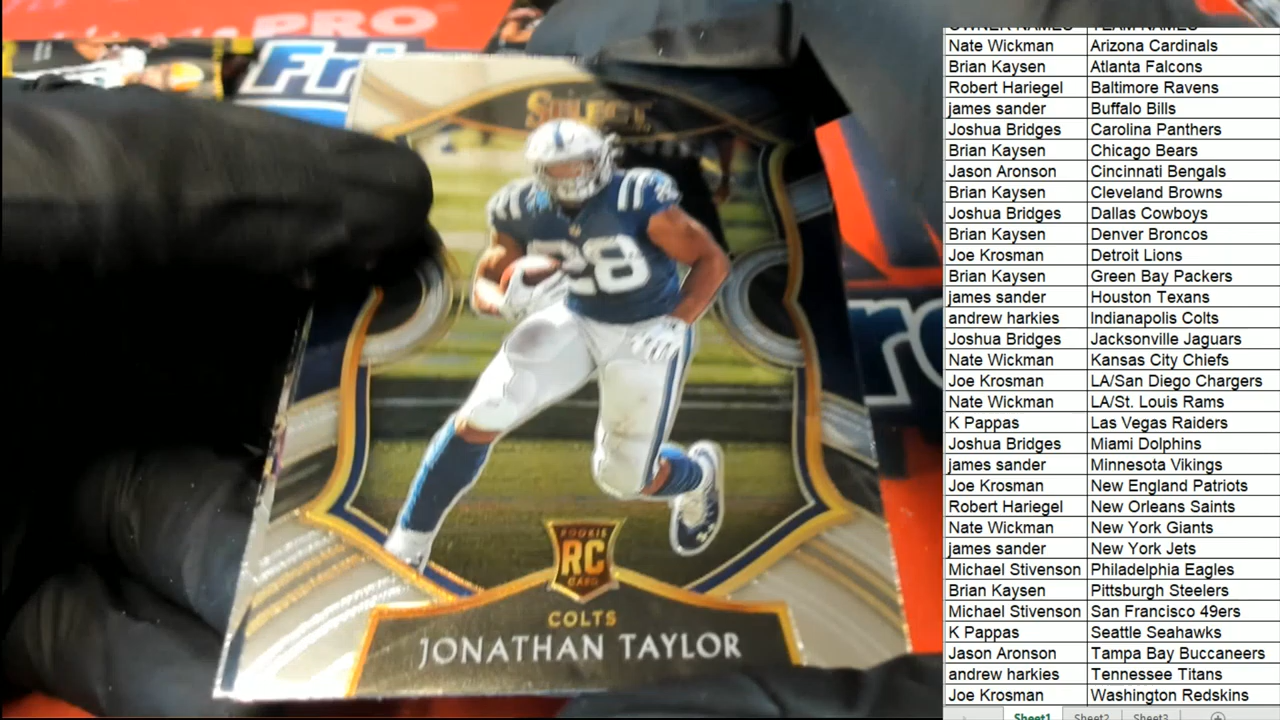 PRO
Fr
SELECT
28
ROOKIE
RC
CARD
COLTS
JONATHAN TAYLOR
OWNER NAMES TEAM NAMES
Nate Wickman Arizona Cardinals
Brian Kaysen Atlanta Falcons
Robert Hariegel Baltimore Ravens
james sander Buffalo Bills
Joshua Bridges Carolina Panthers
Brian Kaysen Chicago Bears
Jason Aronson Cincinnati Bengals
Brian Kaysen Cleveland Browns
Joshua Bridges Dallas Cowboys
Brian Kaysen Denver Broncos
Joe Krosman Detroit Lions
Brian Kaysen Green Bay Packers
james sander Houston Texans
andrew harkies Indianapolis Colts
Joshua Bridges Jacksonville Jaguars
Nate Wickman Kansas City Chiefs
Joe Krosman LA/San Diego Chargers
Nate Wickman LA/St. Louis Rams
K Pappas Las Vegas Raiders
Joshua Bridges Miami Dolphins
james sander Minnesota Vikings
Joe Krosman New England Patriots
Robert Hariegel New Orleans Saints
Nate Wickman New York Giants
james sander New York Jets
Michael Stivenson Philadelphia Eagles
Brian Kaysen Pittsburgh Steelers
Michael Stivenson San Francisco 49ers
K Pappas Seattle Seahawks
Jason Aronson Tampa Bay Buccaneers
andrew harkies Tennessee Titans
Joe Krosman Washington Redskins
Sheet1 Sheet2 Sheet3